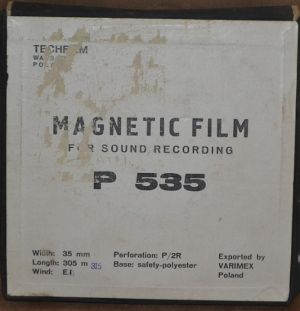 TECHFILM
MAGNETIC FILM
FOR SOUND RECORDING
P 535
Width: 35 mm
Length: 305 m 315
Wind: E.I.
Perforation: P/2R
Base: safety-polyester
Exported by
VARIMEX
Poland